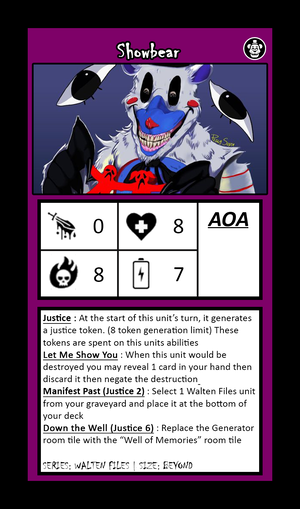 Showbear
0
8
AOA
8
7
Justice : At the start of this unit's turn, it generates
a justice token. (8 token generation limit) These
tokens are spent on this units abilities
Let Me Show You : When this unit would be
destroyed you may reveal 1 card in your hand then
discard it then negate the destruction
Manifest Past (Justice 2) : Select 1 Walten Files unit
from your graveyard and place it at the bottom of
your deck
Down the Well (Justice 6) : Replace the Generator
room tile with the “Well of Memories” room tile
SERIES: WALTEN FILES | SIZE: BEYOND